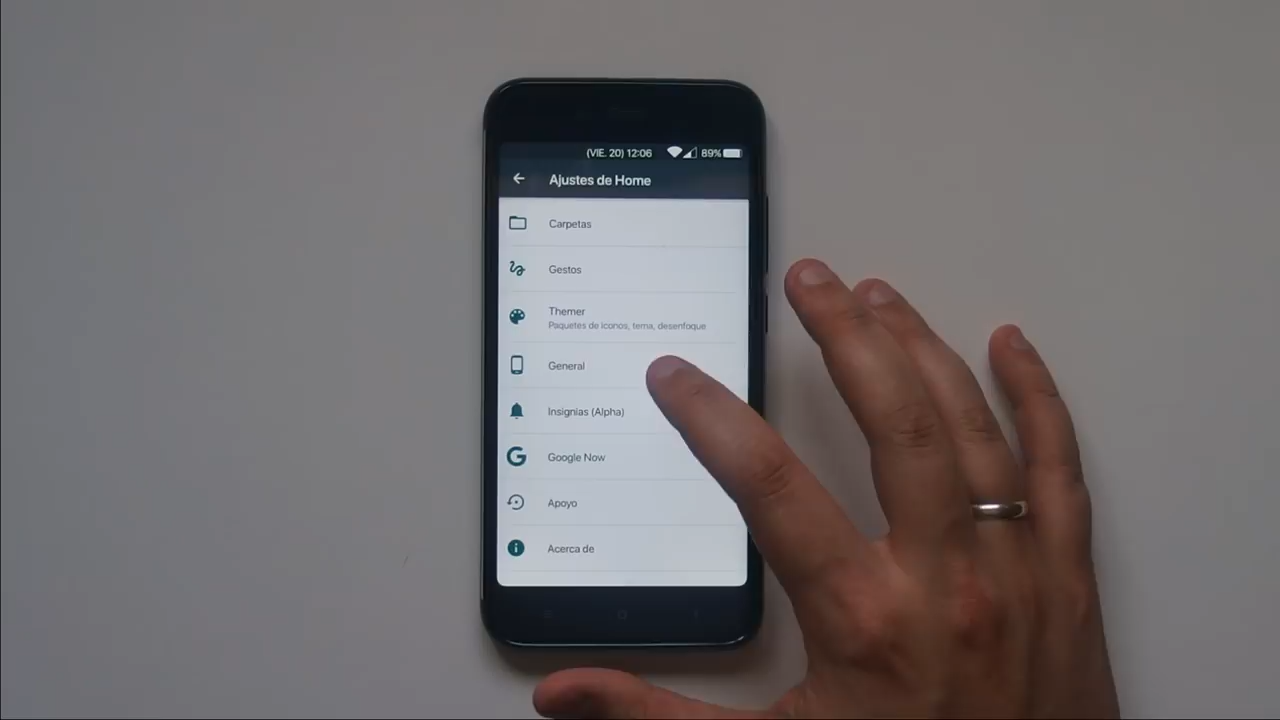 (VIE. 20) 12:06 89%
Ajustes de Home
Carpetas
Gestos
Themer
Paquetes de iconos, tema, desenfoque
General
Insignias (Alpha)
Google Now
Apoyo
Acerca de